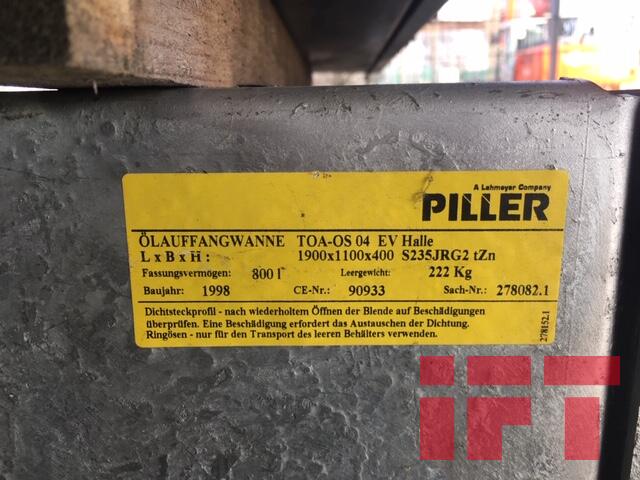 A Lahmeyer Company
PILLER
ÖLAUFFANGWANNE TOA-OS 04 EV Halle
L x B x H : 1900x1100x400 S235JRG2 tZn
Fassungsvermögen: 800 l Leergewicht: 222 Kg
Baujahr: 1998 CE-Nr.: 90933 Sach-Nr.: 278082.1
Dichtsteckprofil - nach wiederholtem Öffnen der Blende auf Beschädigungen
überprüfen. Eine Beschädigung erfordert das Austauschen der Dichtung.
Ringösen - nur für den Transport des leeren Behälters verwenden.
278152.1
iFT